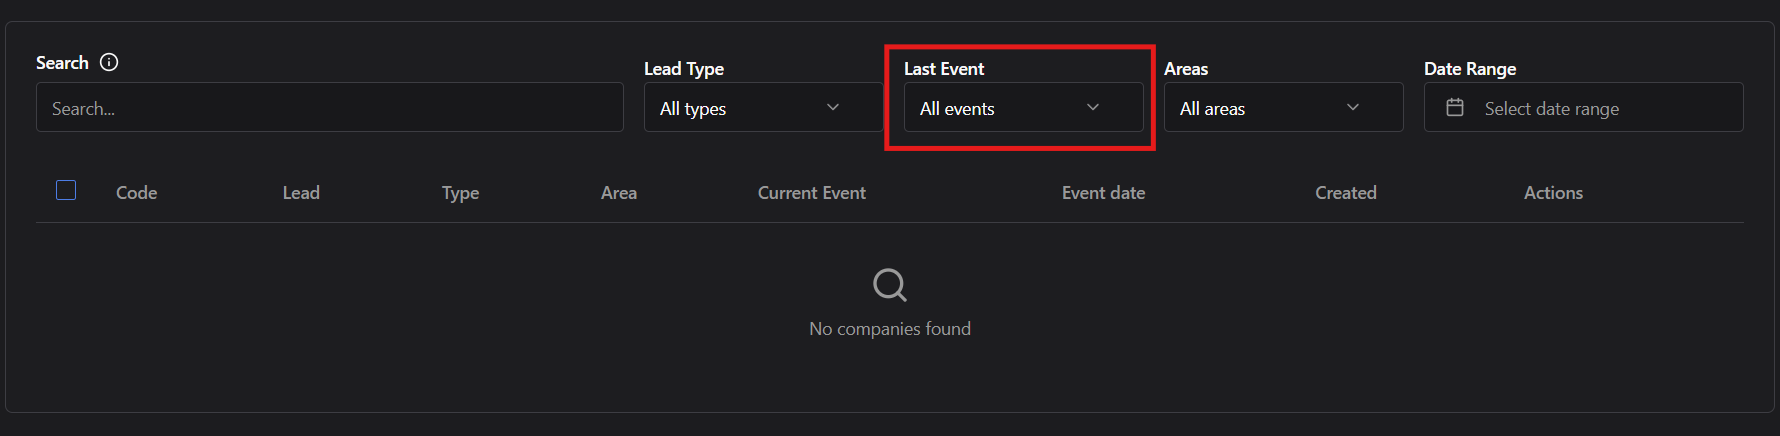 Search
Search...
Lead Type
All types
Last Event
All events
Areas
All areas
Date Range
Select date range
Code Lead Type Area Current Event Event date Created Actions
No companies found